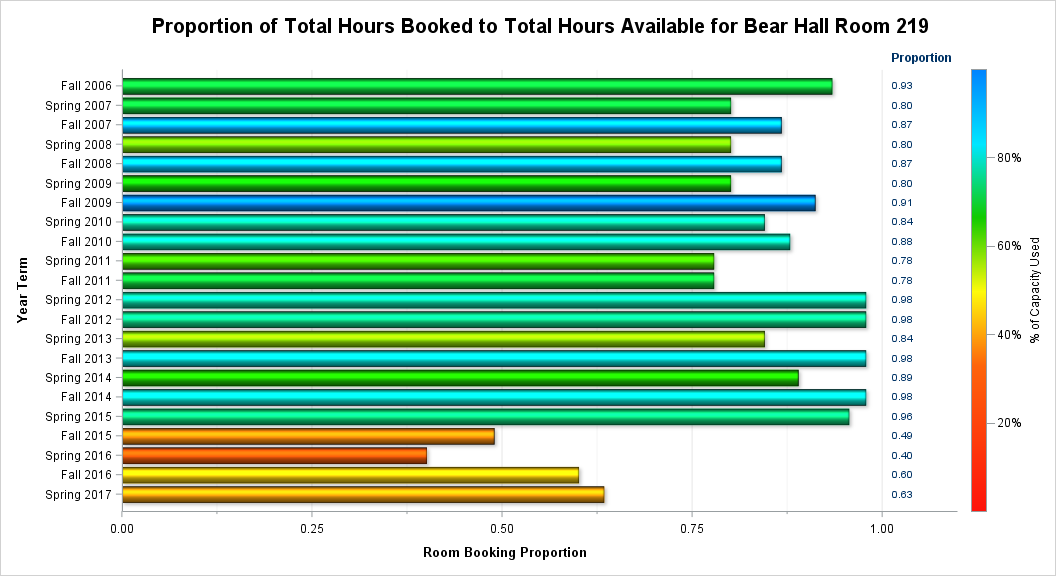 Proportion of Total Hours Booked to Total Hours Available for Bear Hall Room 219
Proportion
Fall 2006 0.93
Spring 2007 0.80
Fall 2007 0.87
Spring 2008 0.80
Fall 2008 0.87
Spring 2009 0.80
Fall 2009 0.91
Spring 2010 0.84
Fall 2010 0.88
Spring 2011 0.78
Fall 2011 0.78
Spring 2012 0.98
Fall 2012 0.98
Spring 2013 0.84
Fall 2013 0.98
Spring 2014 0.89
Fall 2014 0.98
Spring 2015 0.96
Fall 2015 0.49
Spring 2016 0.40
Fall 2016 0.60
Spring 2017 0.63
Year Term
0.00 0.25 0.50 0.75 1.00
Room Booking Proportion
80%
60%
40%
20%
% of Capacity Used